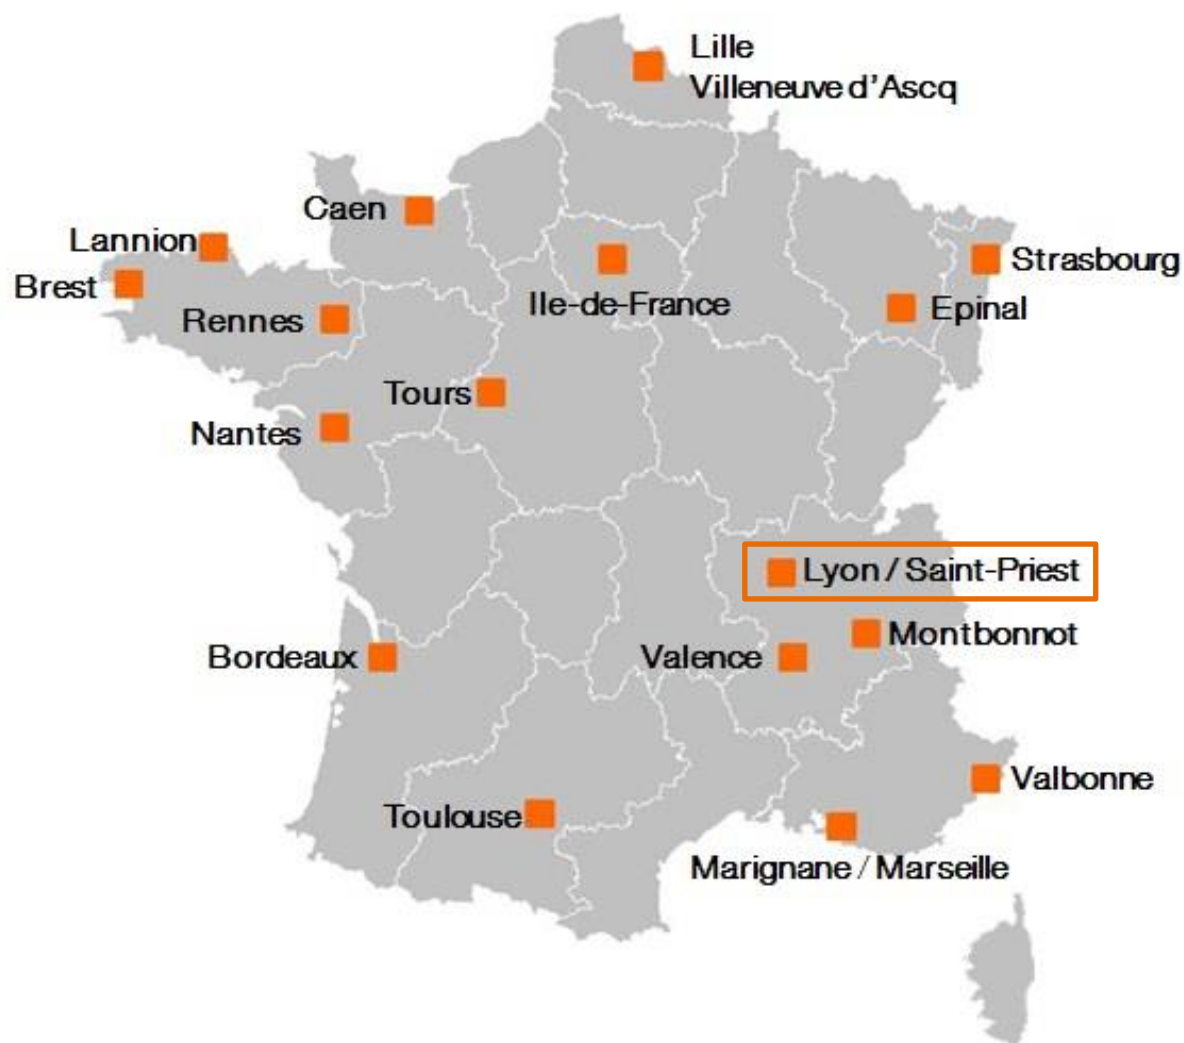 Lille
Villeneuve d'Ascq
Caen
Lannion
Strasbourg
Brest
Ile-de-France
Epinal
Rennes
Tours
Nantes
Lyon / Saint-Priest
Montbonnot
Bordeaux
Valence
Valbonne
Toulouse
Marignane / Marseille